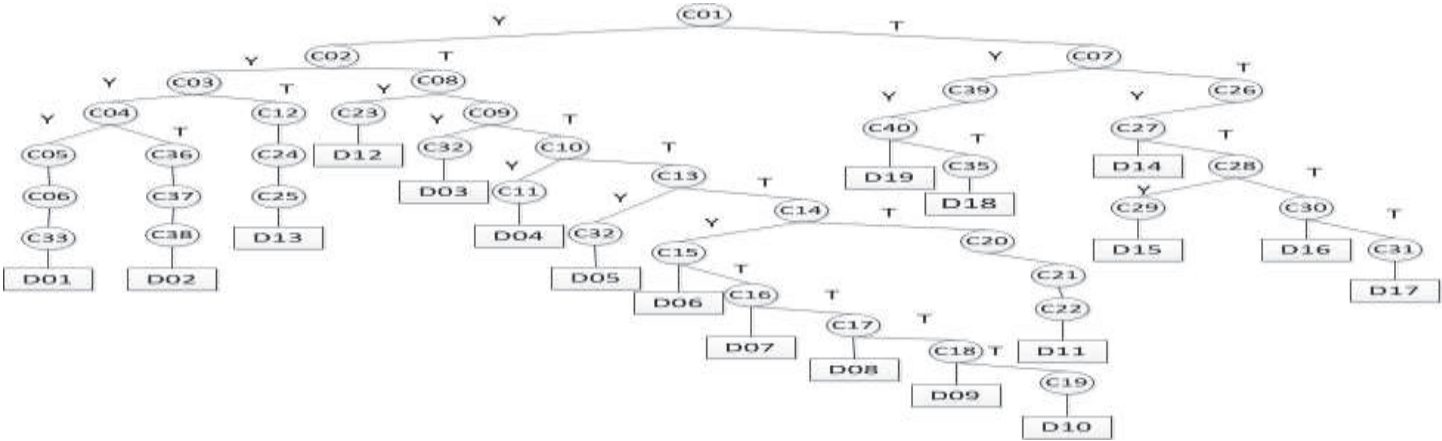 C01
Y
T
C02
C07
Y
T
Y
T
C03
C08
C39
C26
Y
T
Y
Y
Y
C04
C12
C23
C09
C40
C27
Y
T
Y
T
T
T
C05
C36
C24
D12
C32
C10
C35
D14
C28
Y
T
T
C06
C37
C25
D03
C11
C13
D19
D18
Y
T
Y
C33
C38
D13
D04
C32
C14
C29
C30
Y
T
T
D01
D02
D05
C15
C20
D15
D16
C31
T
D06
C16
C21
D17
T
D07
C17
C22
T
D08
C18
T
D11
D09
C19
D10